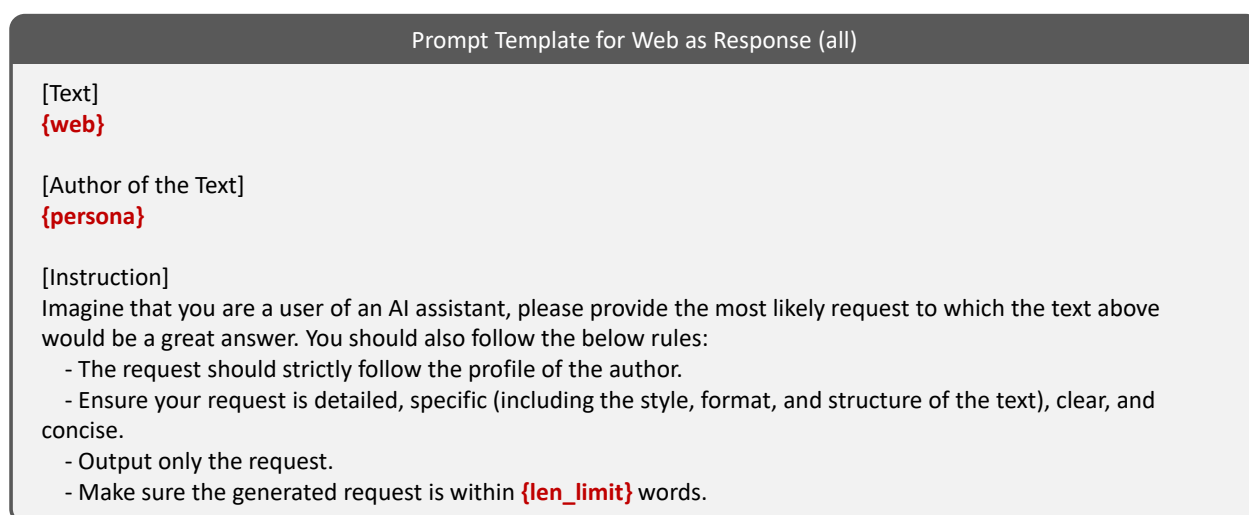 Prompt Template for Web as Response (all)
[Text]
{web}
[Author of the Text]
{persona}
[Instruction]
Imagine that you are a user of an AI assistant, please provide the most likely request to which the text above
would be a great answer. You should also follow the below rules:
- The request should strictly follow the profile of the author.
- Ensure your request is detailed, specific (including the style, format, and structure of the text), clear, and
concise.
- Output only the request.
- Make sure the generated request is within {len_limit} words.